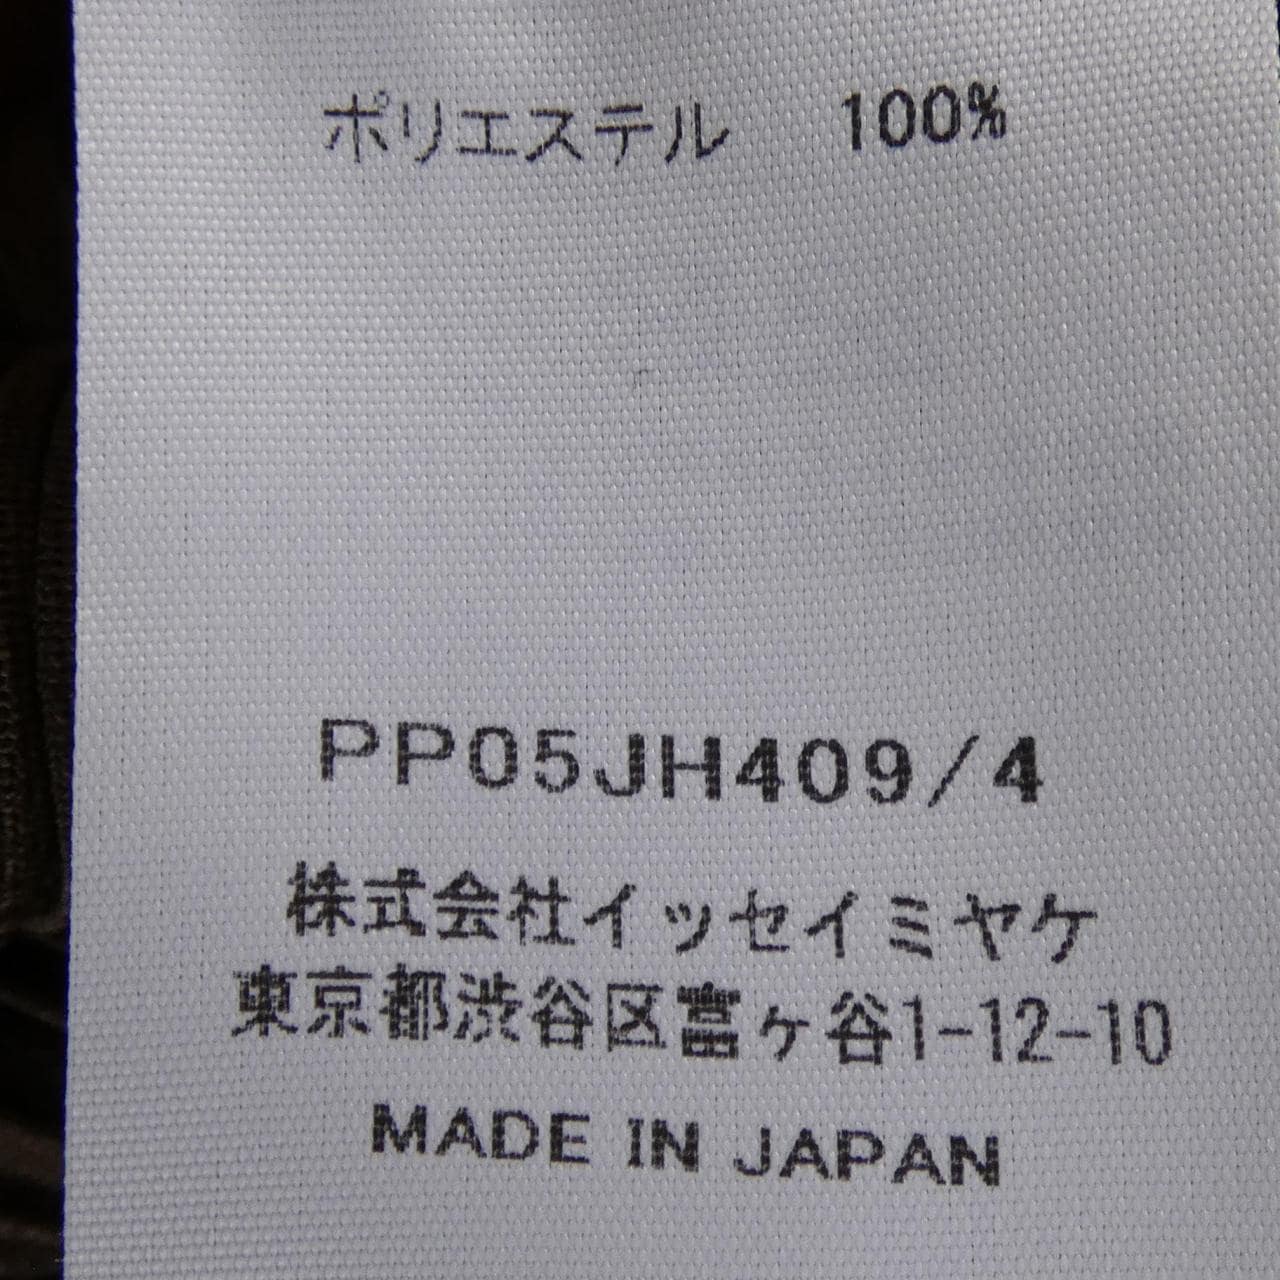 ポリエステル 100%
PP05JH409/4
株式会社イッセイミヤケ
東京都渋谷区富ヶ谷1-12-10
MADE IN JAPAN